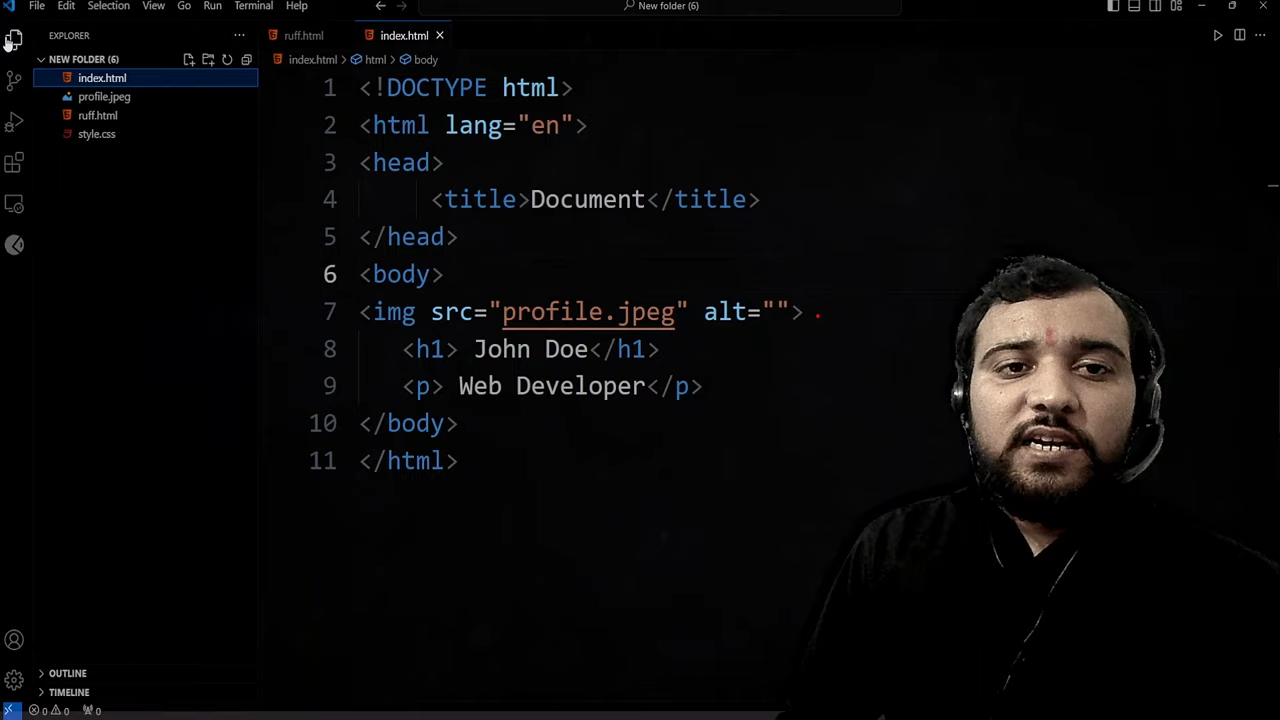 File Edit Selection View Go Run Terminal Help
New folder (6)
EXPLORER
ruff.html
index.html
NEW FOLDER (6)
index.html > html > body
index.html
profile.jpeg
ruff.html
style.css
1 <!DOCTYPE html>
2 <html lang="en">
3 <head>
4 <title>Document</title>
5 </head>
6 <body>
7 <img src="profile.jpeg" alt="">
8 <h1> John Doe</h1>
9 <p> Web Developer</p>
10 </body>
11 </html>
OUTLINE
TIMELINE
0 0 0